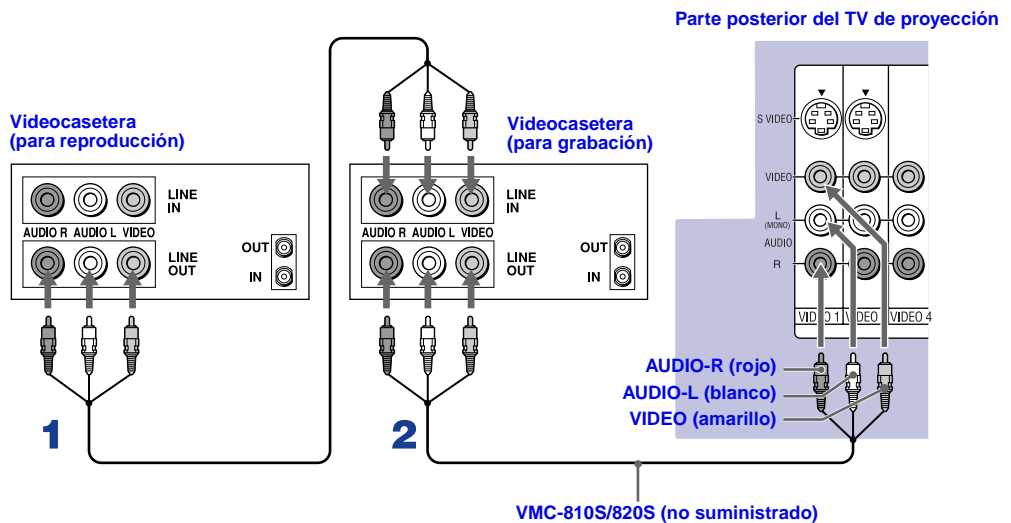 Parte posterior del TV de proyección
Videocasetera
(para reproducción)
Videocasetera
(para grabación)
LINE
IN
AUDIO R AUDIO L VIDEO
LINE
OUT
OUT
IN
LINE
IN
AUDIO R AUDIO L VIDEO
LINE
OUT
OUT
IN
S VIDEO
VIDEO
L
(MONO)
AUDIO
R
VIDEO 1
VIDEO
VIDEO 4
AUDIO-R (rojo)
AUDIO-L (blanco)
VIDEO (amarillo)
1
2
VMC-810S/820S (no suministrado)